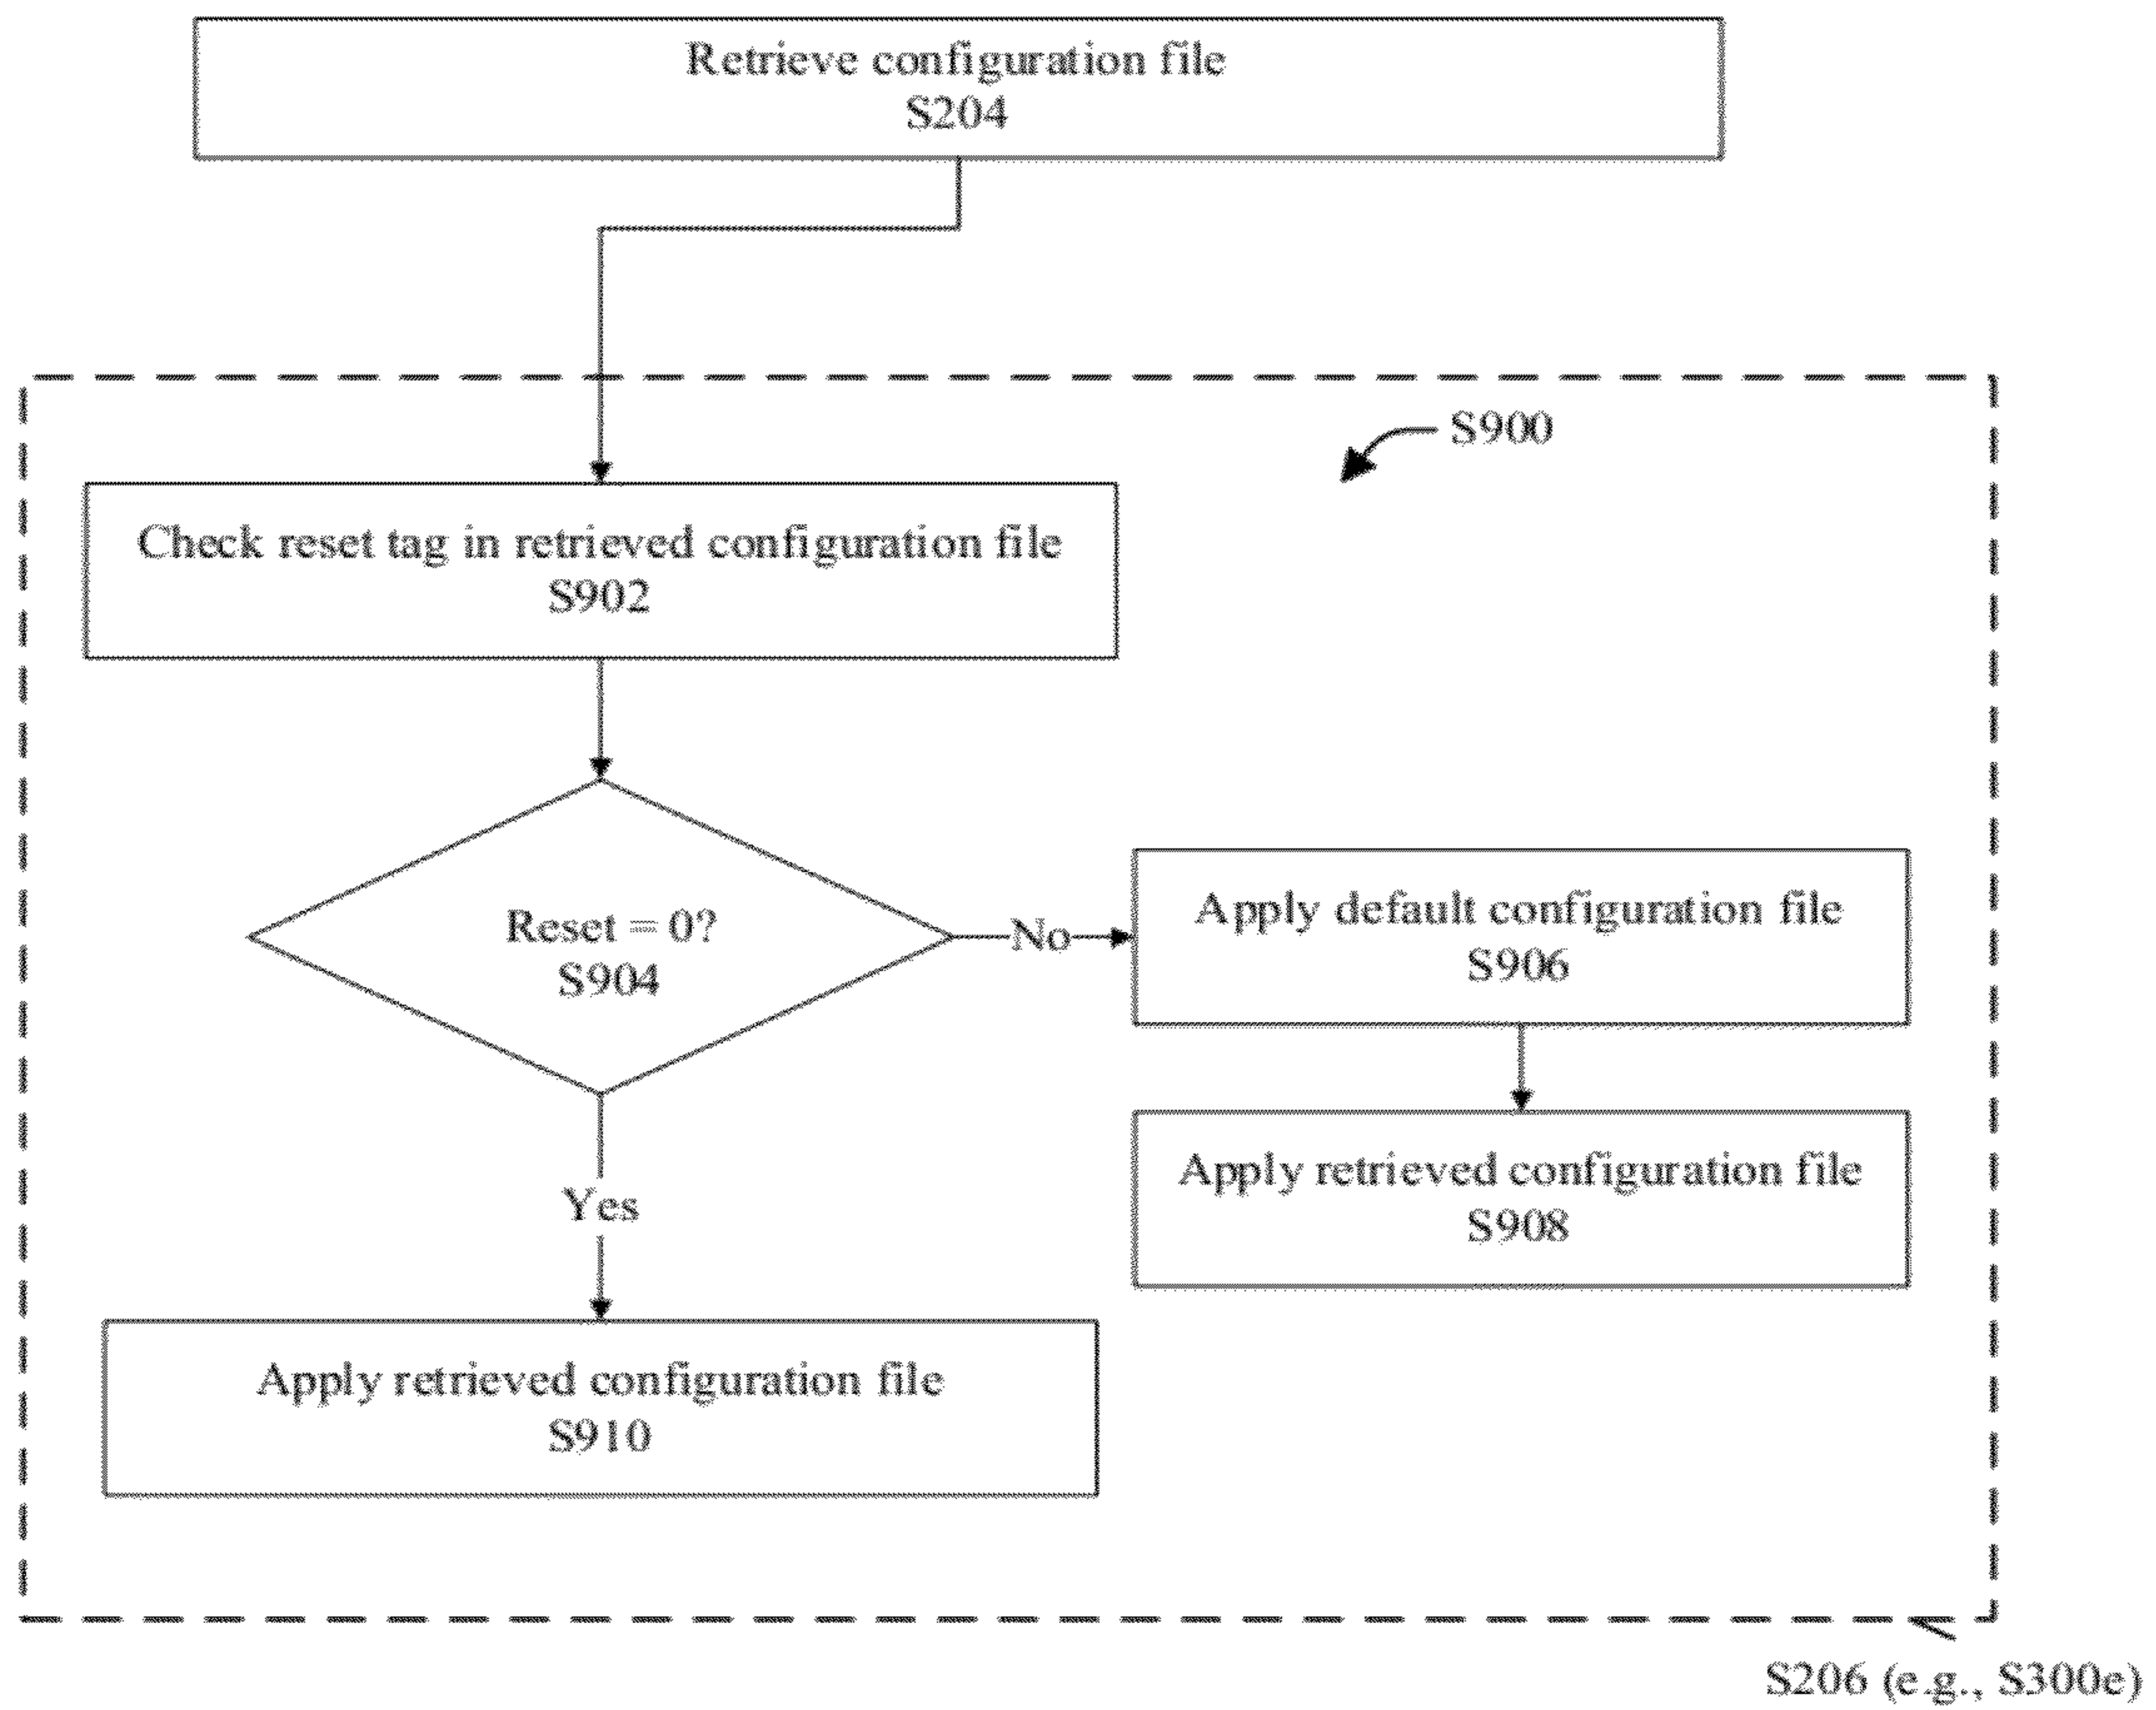 Retrieve configuration file
S204
S900
Check reset tag in retrieved configuration file
S902
Reset = 0?
S904
No
Apply default configuration file
S906
Apply retrieved configuration file
S908
Yes
Apply retrieved configuration file
S910
S206 (e.g., S300e)